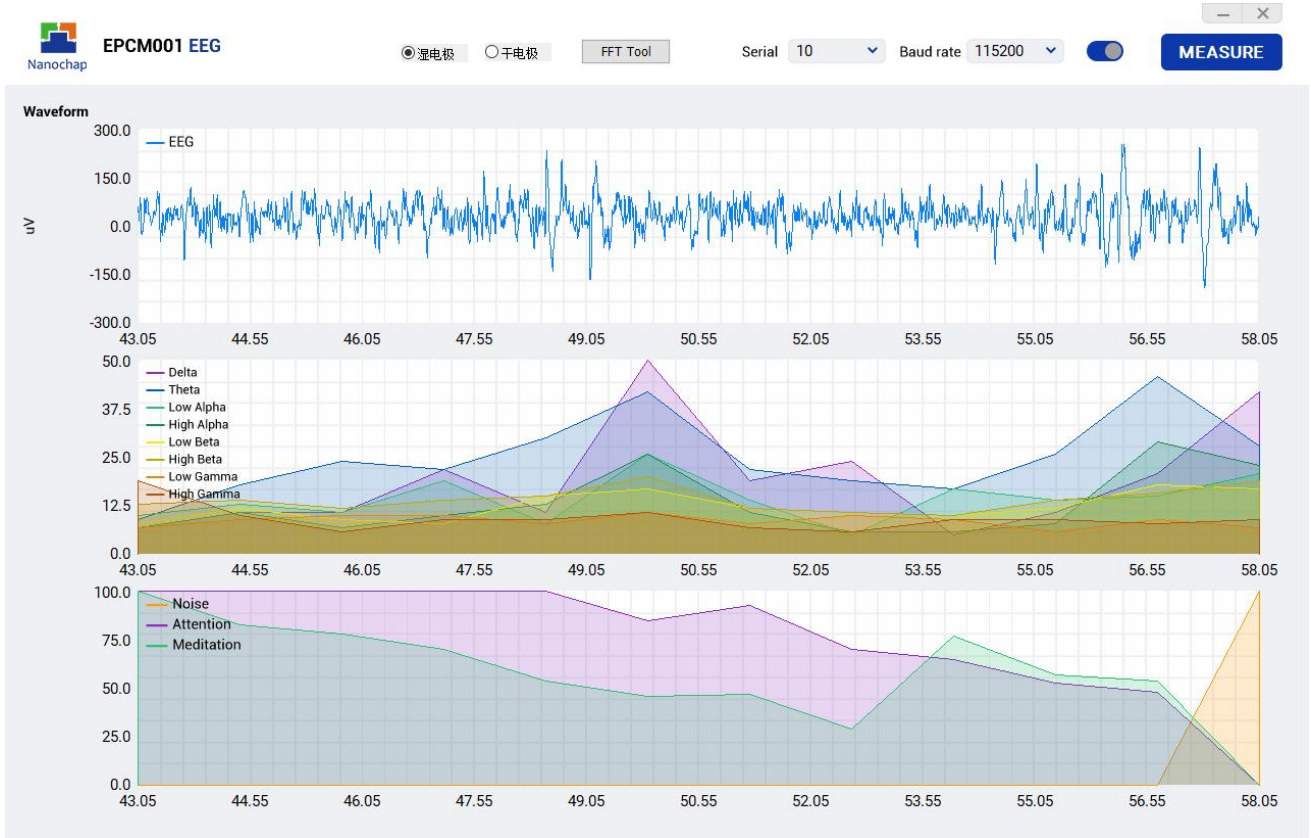 Nanochap
EPCM001 EEG
湿电极
干电极
FFT Tool
Serial 10
Baud rate 115200
MEASURE
Waveform
uV
300.0
150.0
0.0
-150.0
-300.0
EEG
43.05 44.55 46.05 47.55 49.05 50.55 52.05 53.55 55.05 56.55 58.05
50.0
37.5
25.0
12.5
0.0
Delta
Theta
Low Alpha
High Alpha
Low Beta
High Beta
Low Gamma
High Gamma
43.05 44.55 46.05 47.55 49.05 50.55 52.05 53.55 55.05 56.55 58.05
100.0
75.0
50.0
25.0
0.0
Noise
Attention
Meditation
43.05 44.55 46.05 47.55 49.05 50.55 52.05 53.55 55.05 56.55 58.05